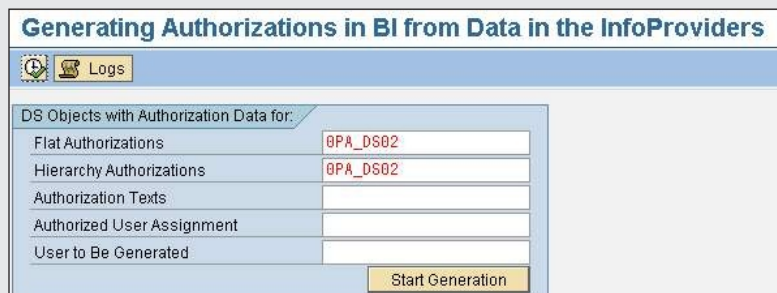 Generating Authorizations in BI from Data in the InfoProviders
Logs
DS Objects with Authorization Data for:
Flat Authorizations 0PA_DS02
Hierarchy Authorizations 0PA_DS02
Authorization Texts
Authorized User Assignment
User to Be Generated
Start Generation